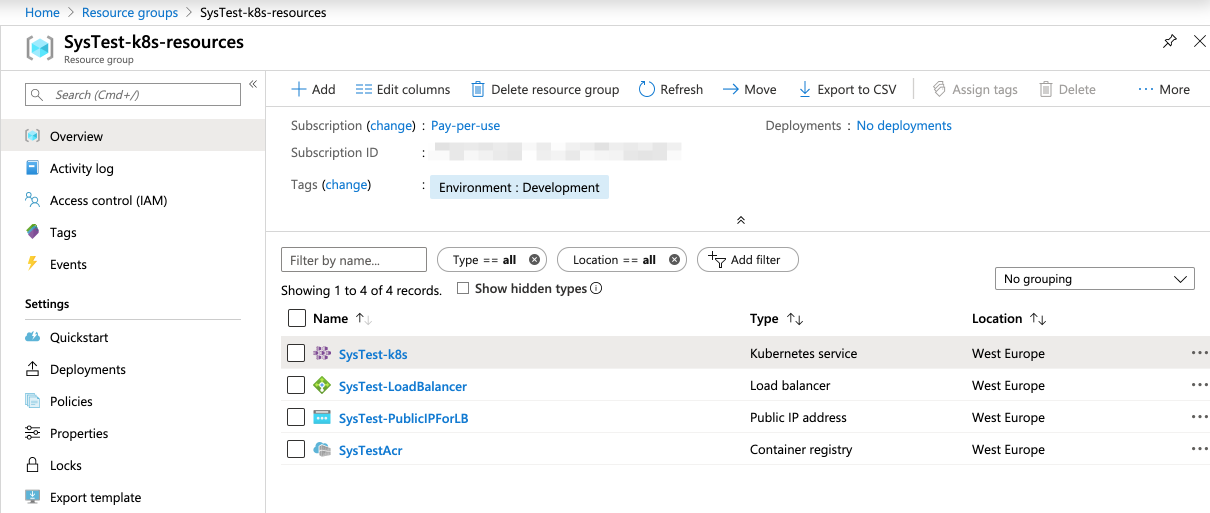 Home > Resource groups > SysTest-k8s-resources
SysTest-k8s-resources
Resource group
Search (Cmd+/)
Overview
Activity log
Access control (IAM)
Tags
Events
Settings
Quickstart
Deployments
Policies
Properties
Locks
Export template
Add Edit columns Delete resource group Refresh Move Export to CSV Assign tags Delete More
Subscription (change) : Pay-per-use Deployments : No deployments
Subscription ID :
Tags (change) : Environment : Development
Filter by name... Type == all Location == all Add filter
Showing 1 to 4 of 4 records. Show hidden types No grouping
Name Type Location
SysTest-k8s Kubernetes service West Europe
SysTest-LoadBalancer Load balancer West Europe
SysTest-PublicIPForLB Public IP address West Europe
SysTestAcr Container registry West Europe